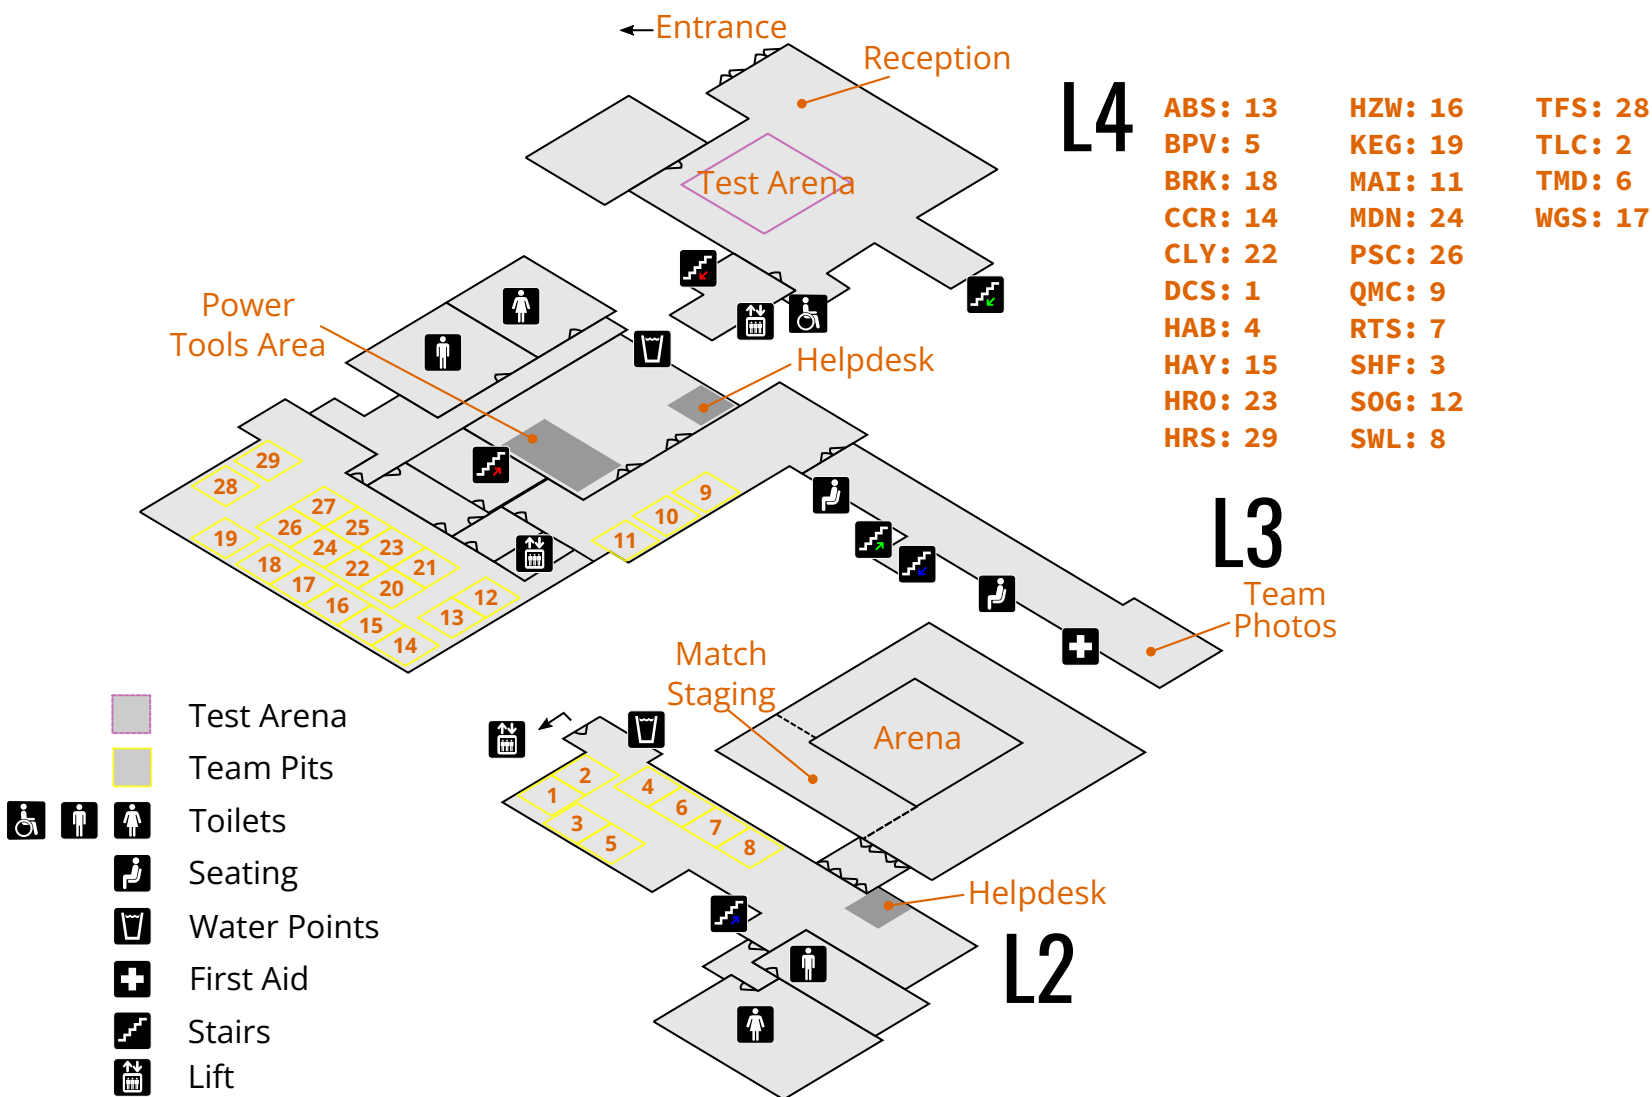 Entrance
Reception
Test Arena
L4
ABS: 13
BPV: 5
BRK: 18
CCR: 14
CLY: 22
DCS: 1
HAB: 4
HAY: 15
HRO: 23
HRS: 29
HZW: 16
KEG: 19
MAI: 11
MDN: 24
PSC: 26
QMC: 9
RTS: 7
SHF: 3
SOG: 12
SWL: 8
TFS: 28
TLC: 2
TMD: 6
WGS: 17
Power
Tools Area
Helpdesk
29
28
27
26
25
24
23
22
21
20
19
18
17
16
15
14
13
12
9
10
11
L3
Team
Photos
Match
Staging
Arena
2
1
3
5
4
6
7
8
Helpdesk
L2
Test Arena
Team Pits
Toilets
Seating
Water Points
First Aid
Stairs
Lift